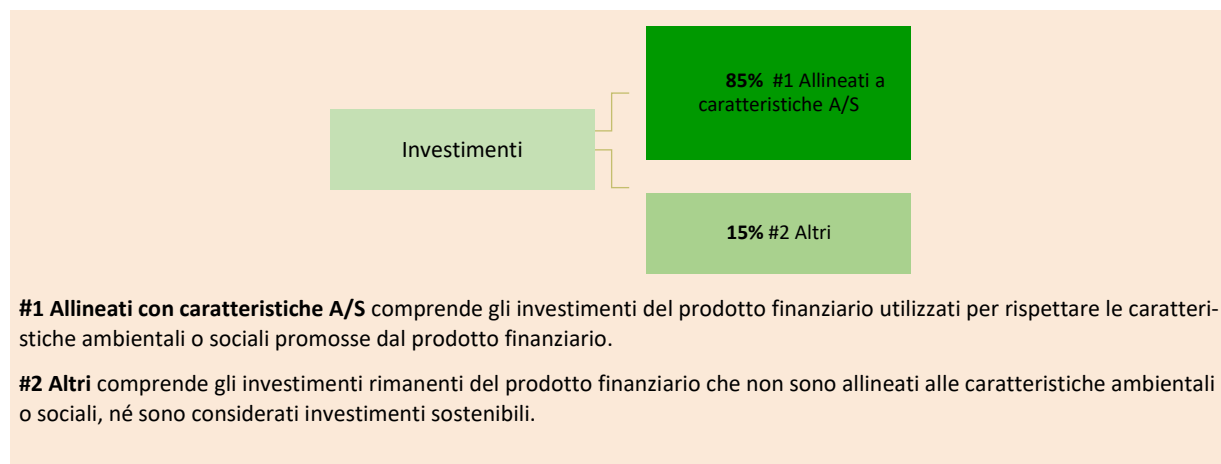 85% #1 Allineati a
caratteristiche A/S
Investimenti
15% #2 Altri
#1 Allineati con caratteristiche A/S comprende gli investimenti del prodotto finanziario utilizzati per rispettare le caratteri-
stiche ambientali o sociali promosse dal prodotto finanziario.
#2 Altri comprende gli investimenti rimanenti del prodotto finanziario che non sono allineati alle caratteristiche ambientali
o sociali, né sono considerati investimenti sostenibili.